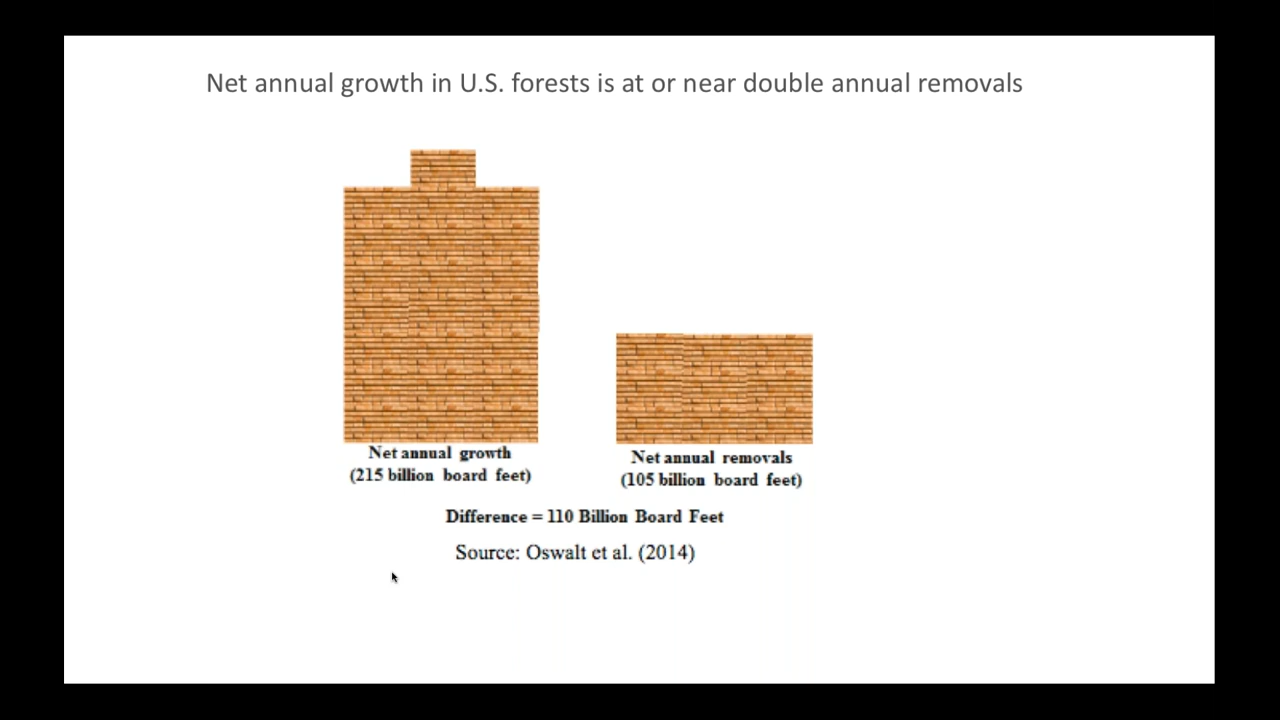 Net annual growth in U.S. forests is at or near double annual removals
Net annual growth
(215 billion board feet)
Net annual removals
(105 billion board feet)
Difference = 110 Billion Board Feet
Source: Oswalt et al. (2014)